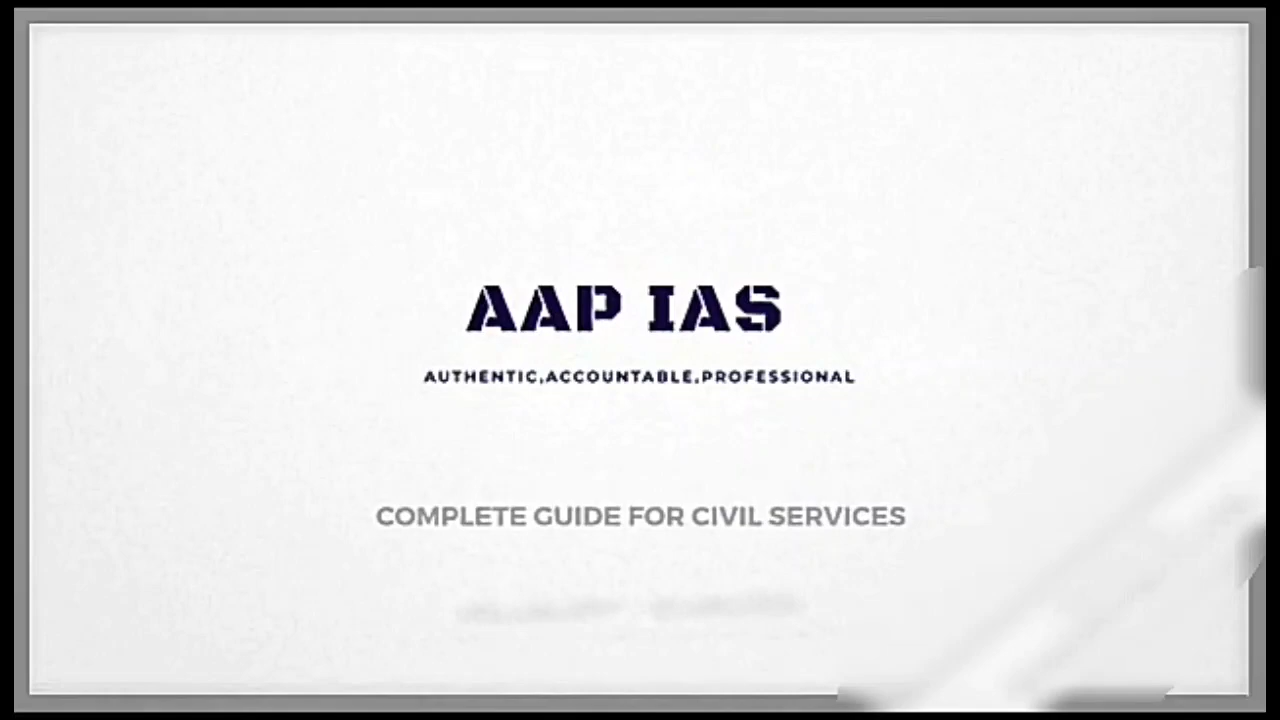 AAP IAS
AUTHENTIC,ACCOUNTABLE,PROFESSIONAL
COMPLETE GUIDE FOR CIVIL SERVICES